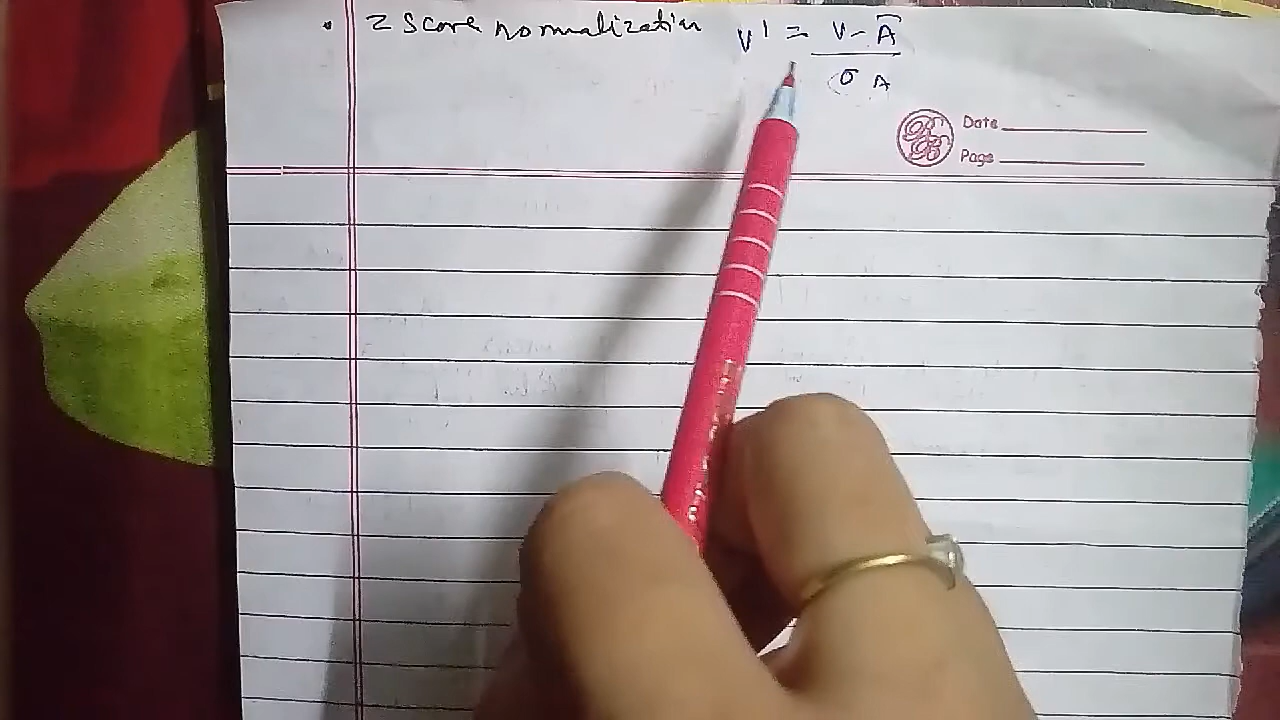 • Z Score normalization V' = V - A̅ / σ A
Date
Page